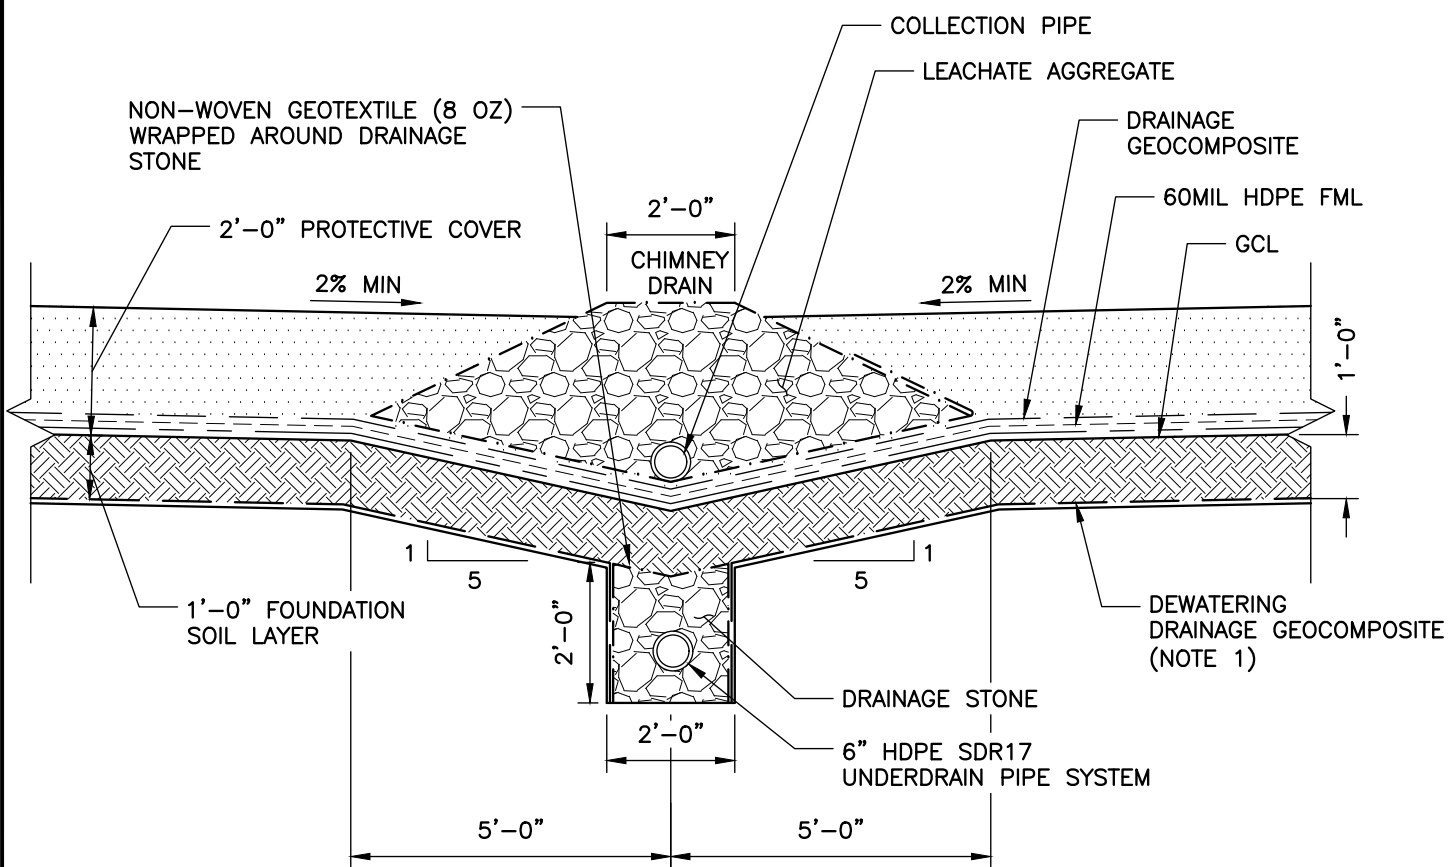 COLLECTION PIPE
LEACHATE AGGREGATE
NON-WOVEN GEOTEXTILE (8 OZ)
WRAPPED AROUND DRAINAGE
STONE
DRAINAGE
GEOCOMPOSITE
60MIL HDPE FML
2'-0"
2'-0" PROTECTIVE COVER
GCL
CHIMNEY
DRAIN
2% MIN
2% MIN
1'-0"
1
5
1
5
1'-0" FOUNDATION
SOIL LAYER
2'-0"
DEWATERING
DRAINAGE GEOCOMPOSITE
(NOTE 1)
DRAINAGE STONE
2'-0"
6" HDPE SDR17
UNDERDRAIN PIPE SYSTEM
5'-0"
5'-0"